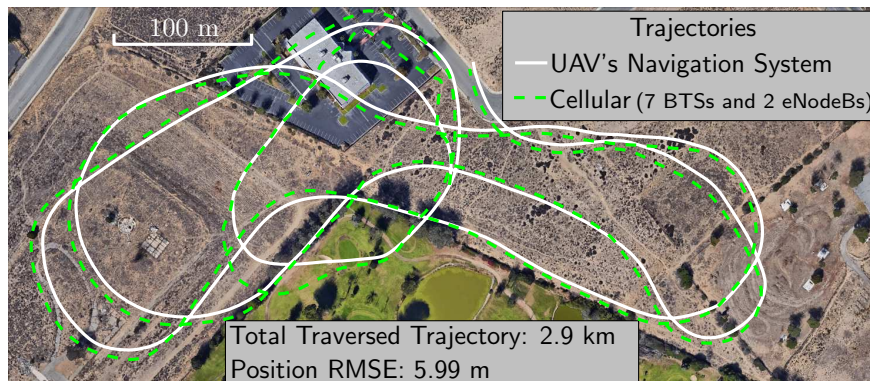 100 m
Trajectories
UAV's Navigation System
Cellular (7 BTSs and 2 eNodeBs)
Total Traversed Trajectory: 2.9 km
Position RMSE: 5.99 m